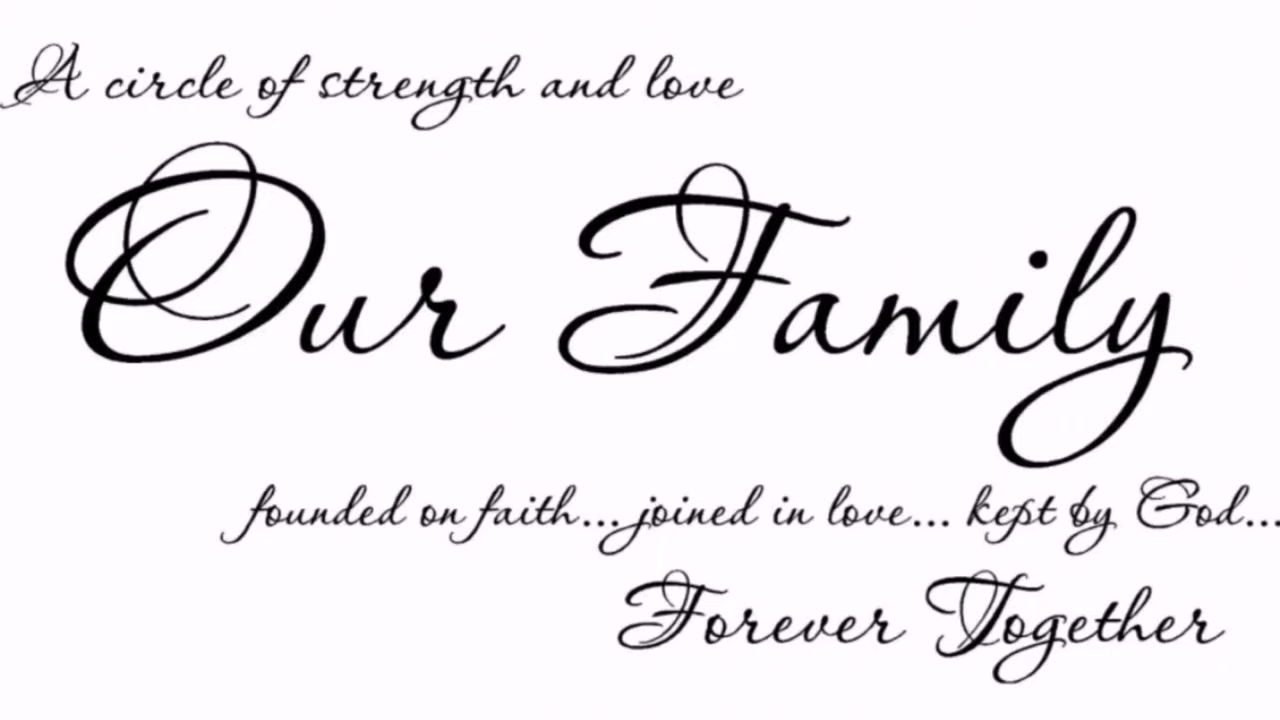 A circle of strength and love
Our Family
founded on faith... joined in love... kept by God...
Forever Together